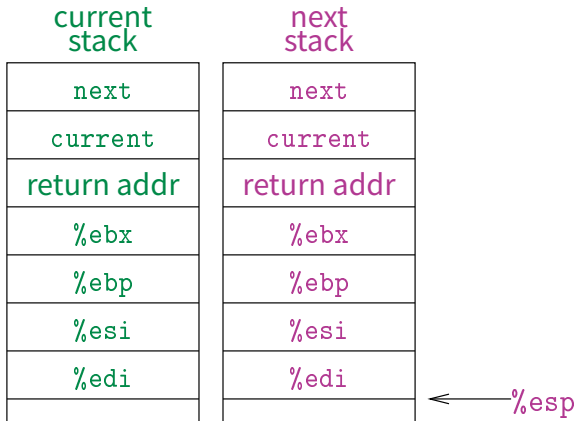 current
stack
next
current
return addr
%ebx
%ebp
%esi
%edi
next
stack
next
current
return addr
%ebx
%ebp
%esi
%edi
%esp